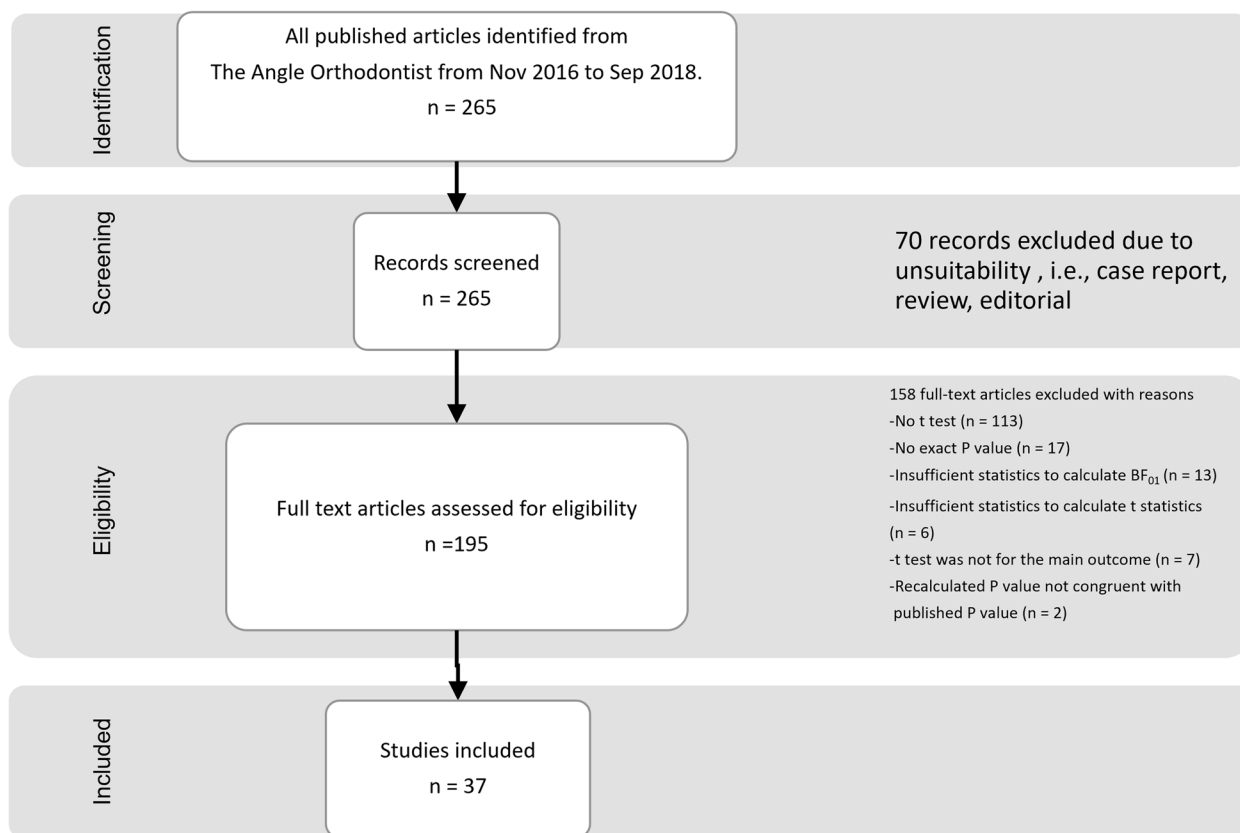 Identification
All published articles identified from
The Angle Orthodontist from Nov 2016 to Sep 2018.
n = 265
Screening
Records screened
n = 265
70 records excluded due to
unsuitability , i.e., case report,
review, editorial
Eligibility
Full text articles assessed for eligibility
n =195
158 full-text articles excluded with reasons
-No t test (n = 113)
-No exact P value (n = 17)
-Insufficient statistics to calculate BF₀₁ (n = 13)
-Insufficient statistics to calculate t statistics
(n = 6)
-t test was not for the main outcome (n = 7)
-Recalculated P value not congruent with
published P value (n = 2)
Included
Studies included
n = 37